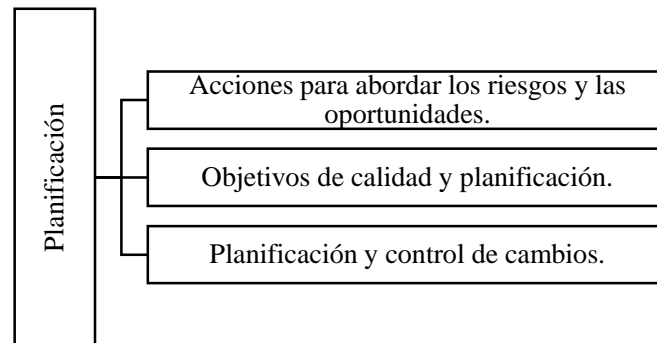 Planificación
Acciones para abordar los riesgos y las
oportunidades.
Objetivos de calidad y planificación.
Planificación y control de cambios.